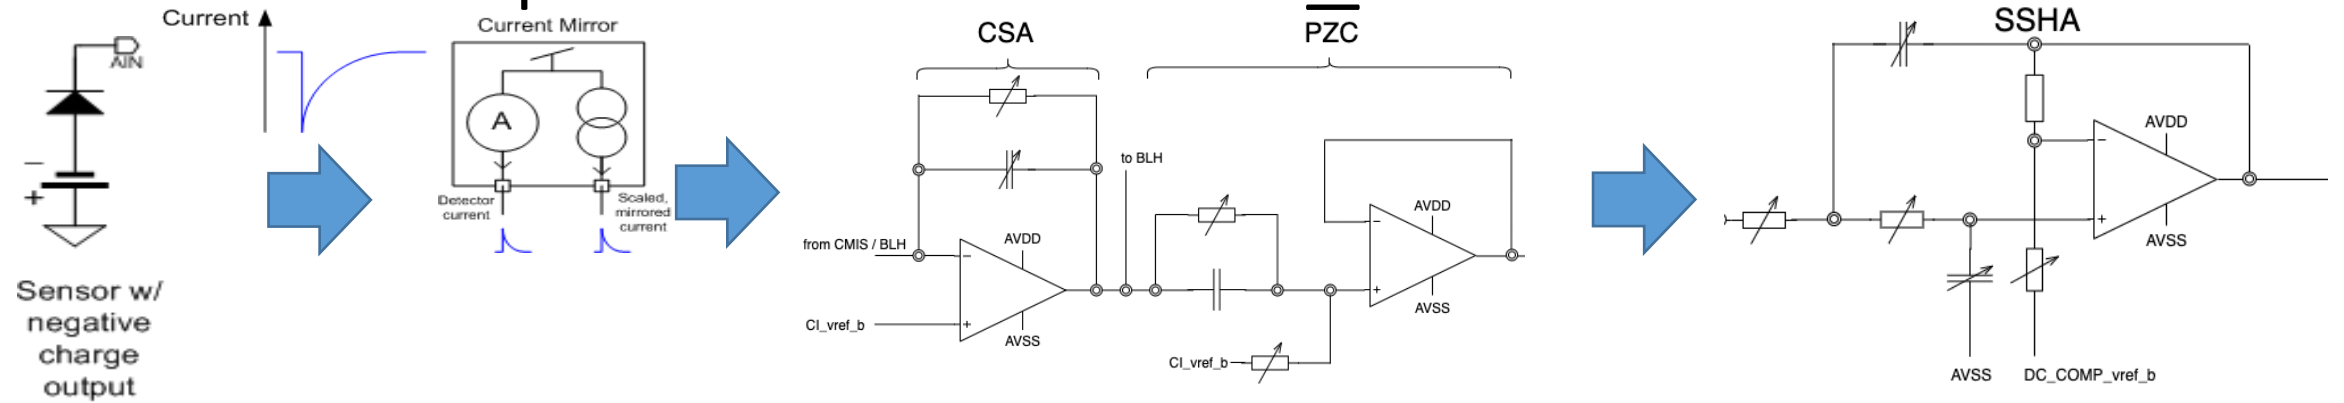 Current
AIN
−
+
Sensor w/
negative
charge
output
Current Mirror
A
Detector
current
Scaled,
mirrored
current
CSA
from CMIS / BLH
CI_vref_b
−
+
AVDD
AVSS
to BLH
PZC
CI_vref_b
−
+
AVDD
AVSS
SSHA
−
+
AVDD
AVSS
AVSS
DC_COMP_vref_b